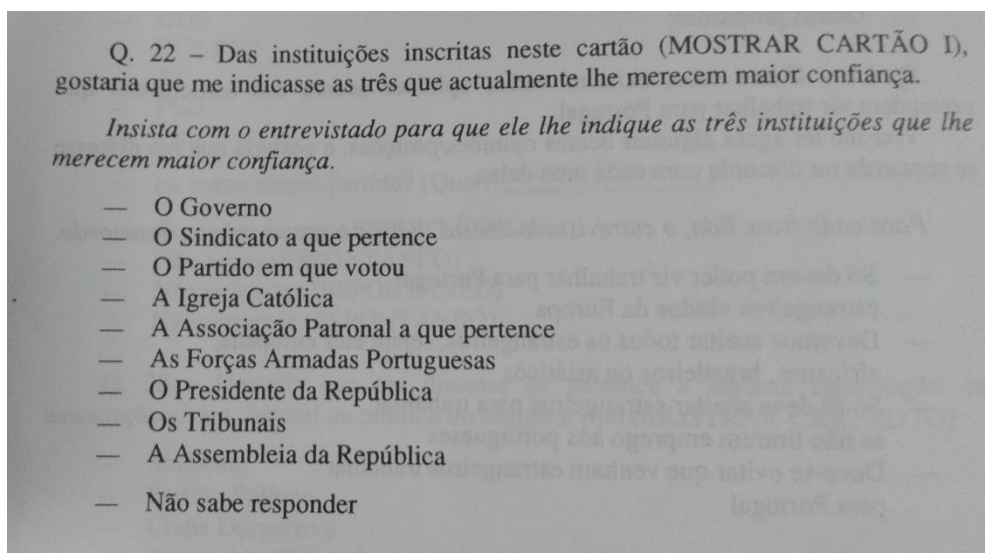 Q. 22 – Das instituições inscritas neste cartão (MOSTRAR CARTÃO I),
gostaria que me indicasse as três que actualmente lhe merecem maior confiança.
Insista com o entrevistado para que ele lhe indique as três instituições que lhe
merecem maior confiança.
— O Governo
— O Sindicato a que pertence
— O Partido em que votou
— A Igreja Católica
— A Associação Patronal a que pertence
— As Forças Armadas Portuguesas
— O Presidente da República
— Os Tribunais
— A Assembleia da República
— Não sabe responder